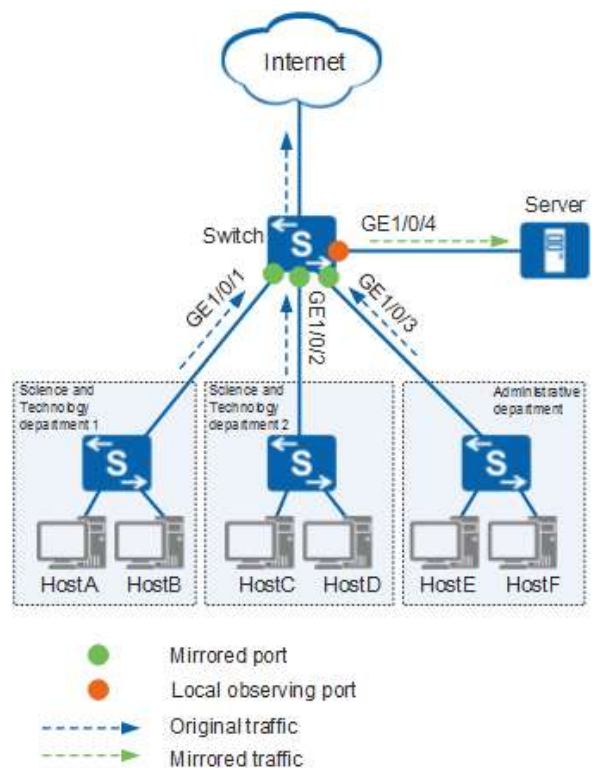 Internet
Switch
S
GE1/0/4
Server
GE1/0/1
GE1/0/2
GE1/0/3
Science and
Technology
department 1
Science and
Technology
department 2
Administrative
department
S
S
S
HostA
HostB
HostC
HostD
HostE
HostF
Mirrored port
Local observing port
Original traffic
Mirrored traffic